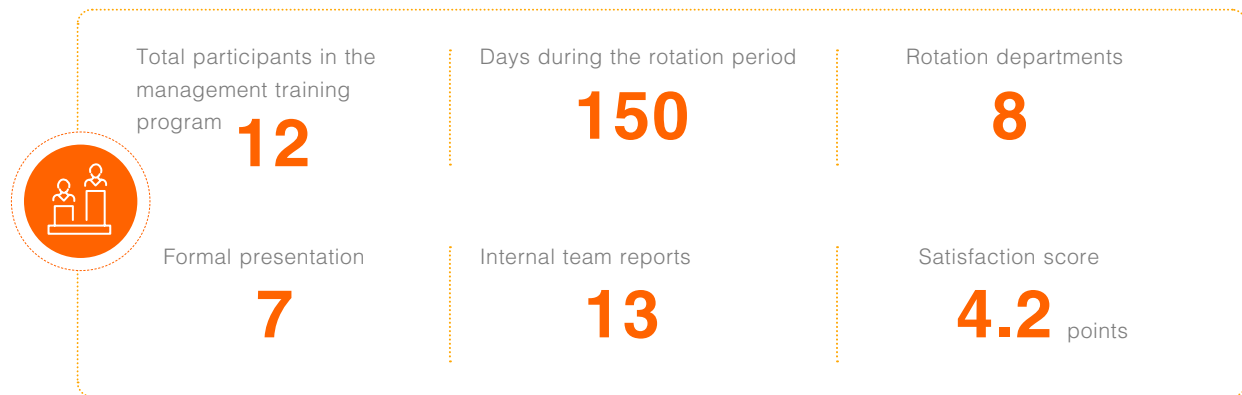 Total participants in the
management training
program 12
Days during the rotation period
150
Rotation departments
8
Formal presentation
7
Internal team reports
13
Satisfaction score
4.2 points